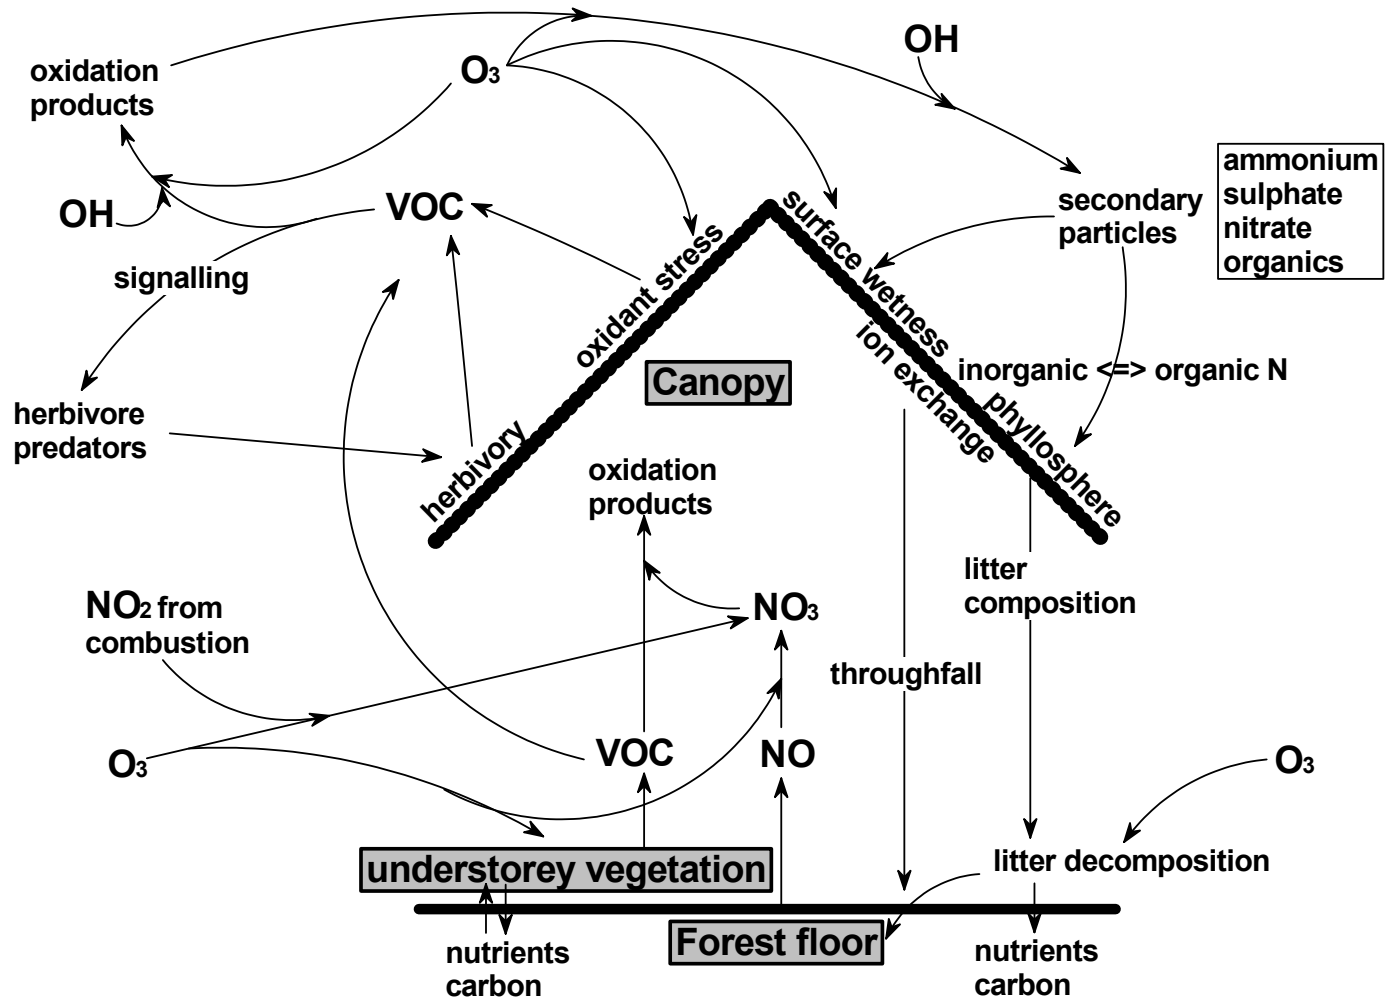 OH
O3
oxidation
products
ammonium
sulphate
nitrate
organics
secondary
particles
OH
VOC
surface wetness
oxidant stress
signalling
ion exchange
inorganic <=> organic N
Canopy
phyllosphere
herbivore
predators
herbivory
oxidation
products
litter
composition
NO2 from
combustion
NO3
throughfall
O3
VOC
NO
O3
understorey vegetation
litter decomposition
Forest floor
nutrients
carbon
nutrients
carbon